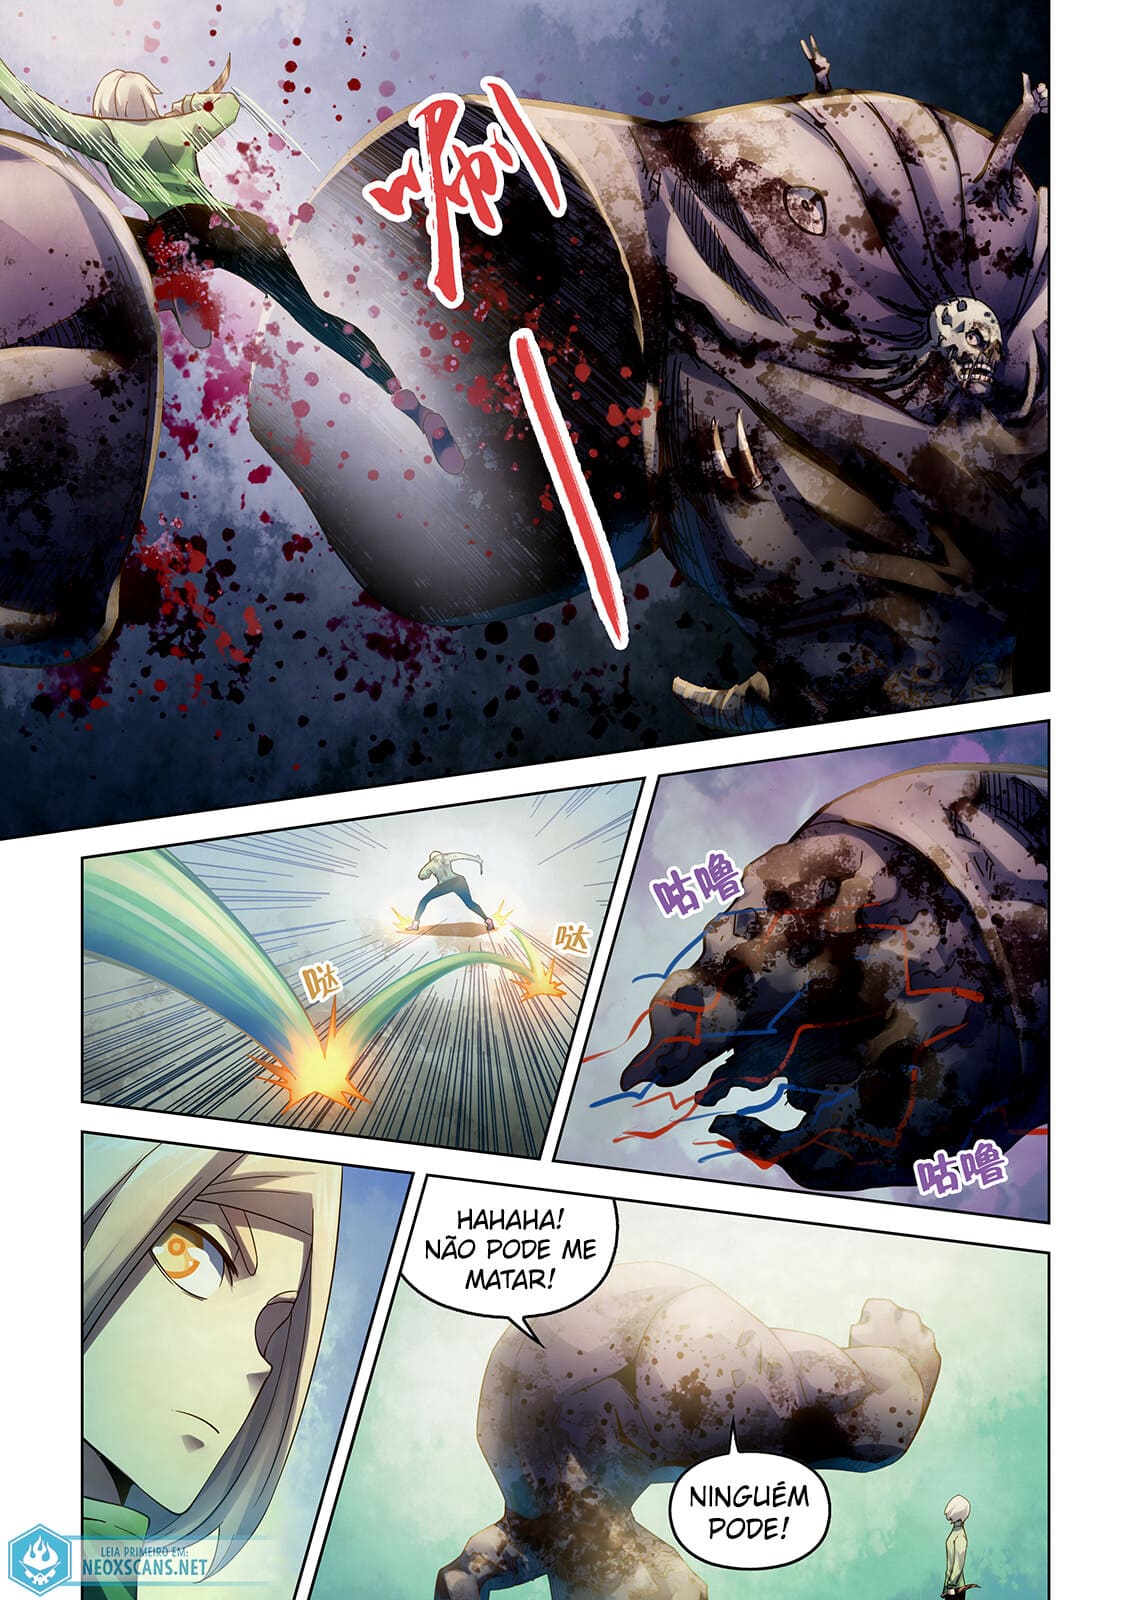 唰
咕噜
哒
哒
咕噜
HAHAHA!
NÃO PODE ME
MATAR!
NINGUÉM
PODE!
LEIA PRIMEIRO EM:
NEOXSCANS.NET